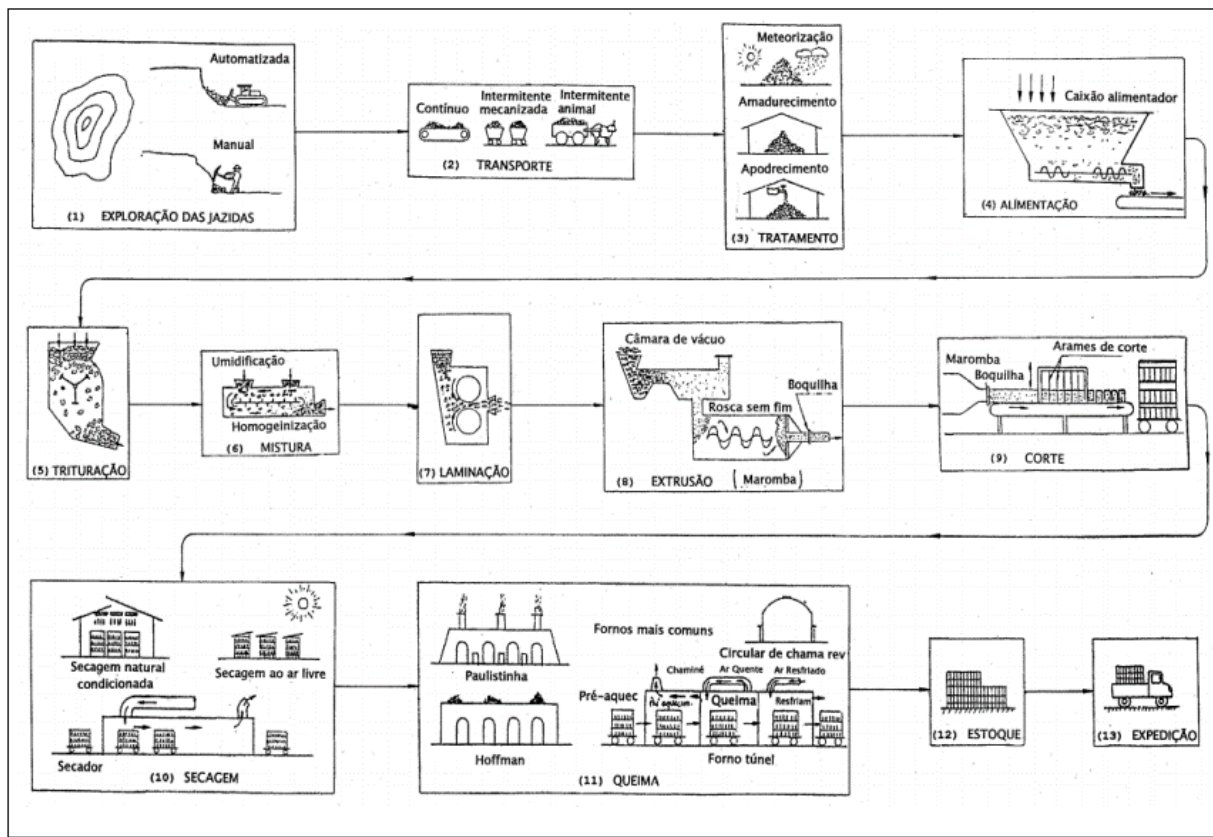 Automatizada
Manual
(1) EXPLORAÇÃO DAS JAZIDAS
Contínuo
Intermitente
mecanizada
Intermitente
animal
(2) TRANSPORTE
Meteorização
Amadurecimento
Apodrecimento
(3) TRATAMENTO
Caixão alimentador
(4) ALIMENTAÇÃO
(5) TRITURAÇÃO
Umidificação
Homogeinização
(6) MISTURA
(7) LAMINAÇÃO
Câmara de vácuo
Boquilha
Rosca sem fim
(8) EXTRUSÃO (Maromba)
Arames de corte
Maromba
Boquilha
(9) CORTE
Secagem natural
condicionada
Secagem ao ar livre
Secador
(10) SECAGEM
Paulistinha
Hoffman
Fornos mais comuns
Circular de chama rev
Chaminé
Ar Quente
Ar Resfriado
Pré-aquec
Queima
Resfriam
Forno túnel
(11) QUEIMA
(12) ESTOQUE
(13) EXPEDIÇÃO